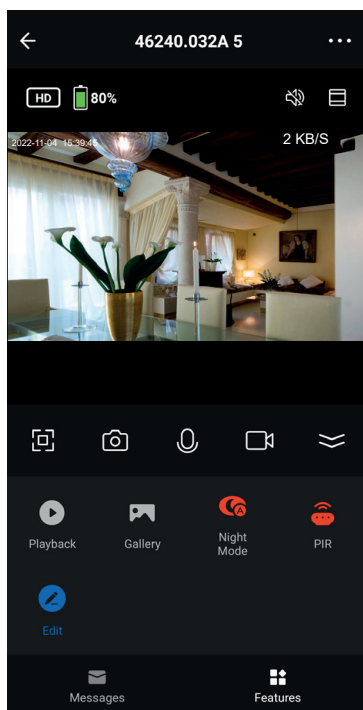 46240.032A 5
HD 80%
2022-11-04 15:39:45
2 KB/S
Playback
Gallery
Night
Mode
PIR
Edit
Messages
Features